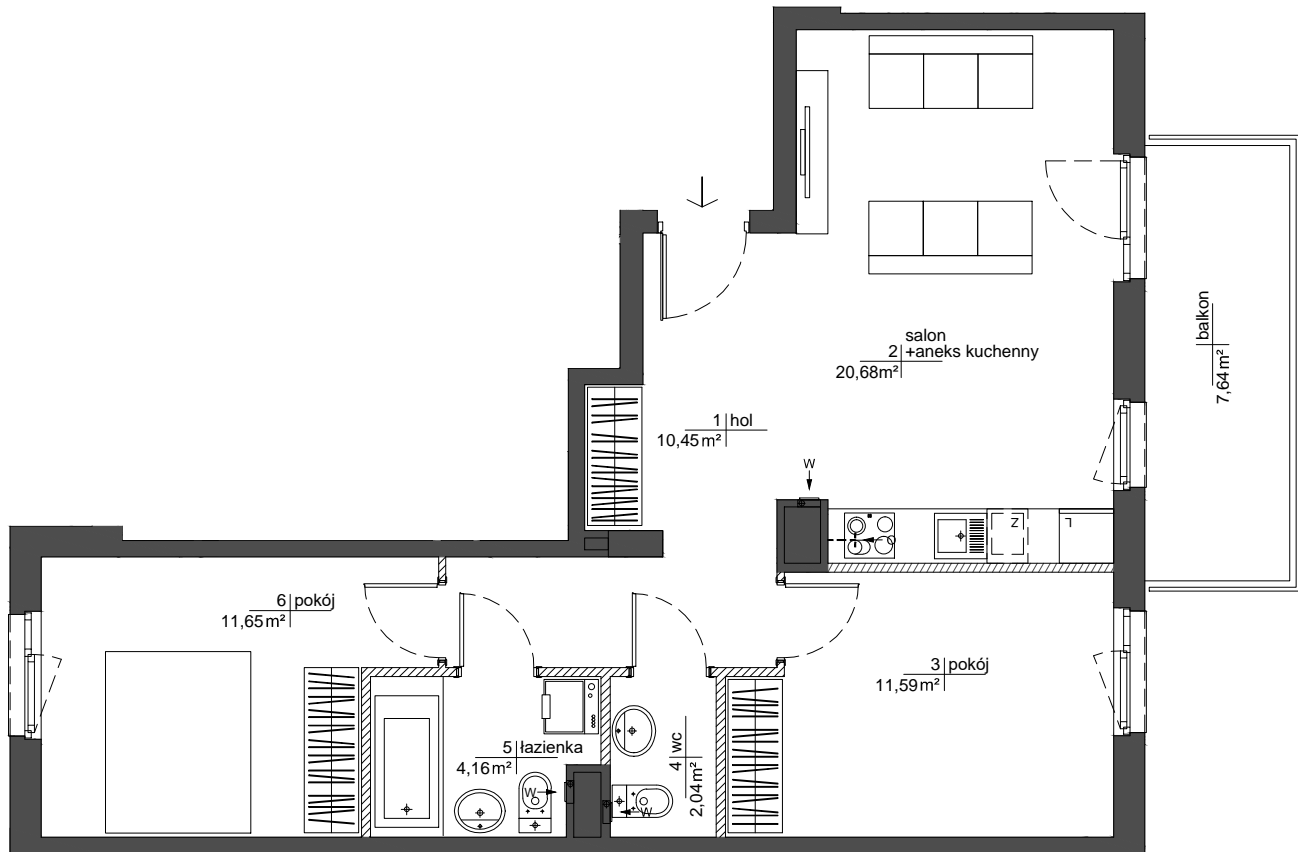 salon
2 +aneks kuchenny
20,68m²
balkon
7,64m²
1 hol
10,45m²
W
Z
L
6 pokój
11,65m²
3 pokój
11,59m²
5 łazienka
4,16m²
4 wc
2,04m²
W
W